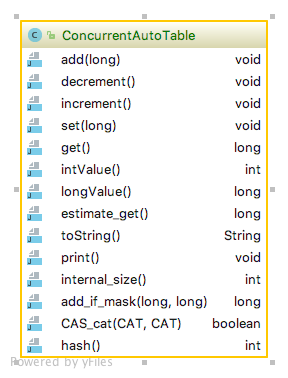 C ConcurrentAutoTable
add(long) void
decrement() void
increment() void
set(long) void
get() long
intValue() int
longValue() long
estimate_get() long
toString() String
print() void
internal_size() int
add_if_mask(long, long) long
CAS_cat(CAT, CAT) boolean
hash() int
Powered by yFiles